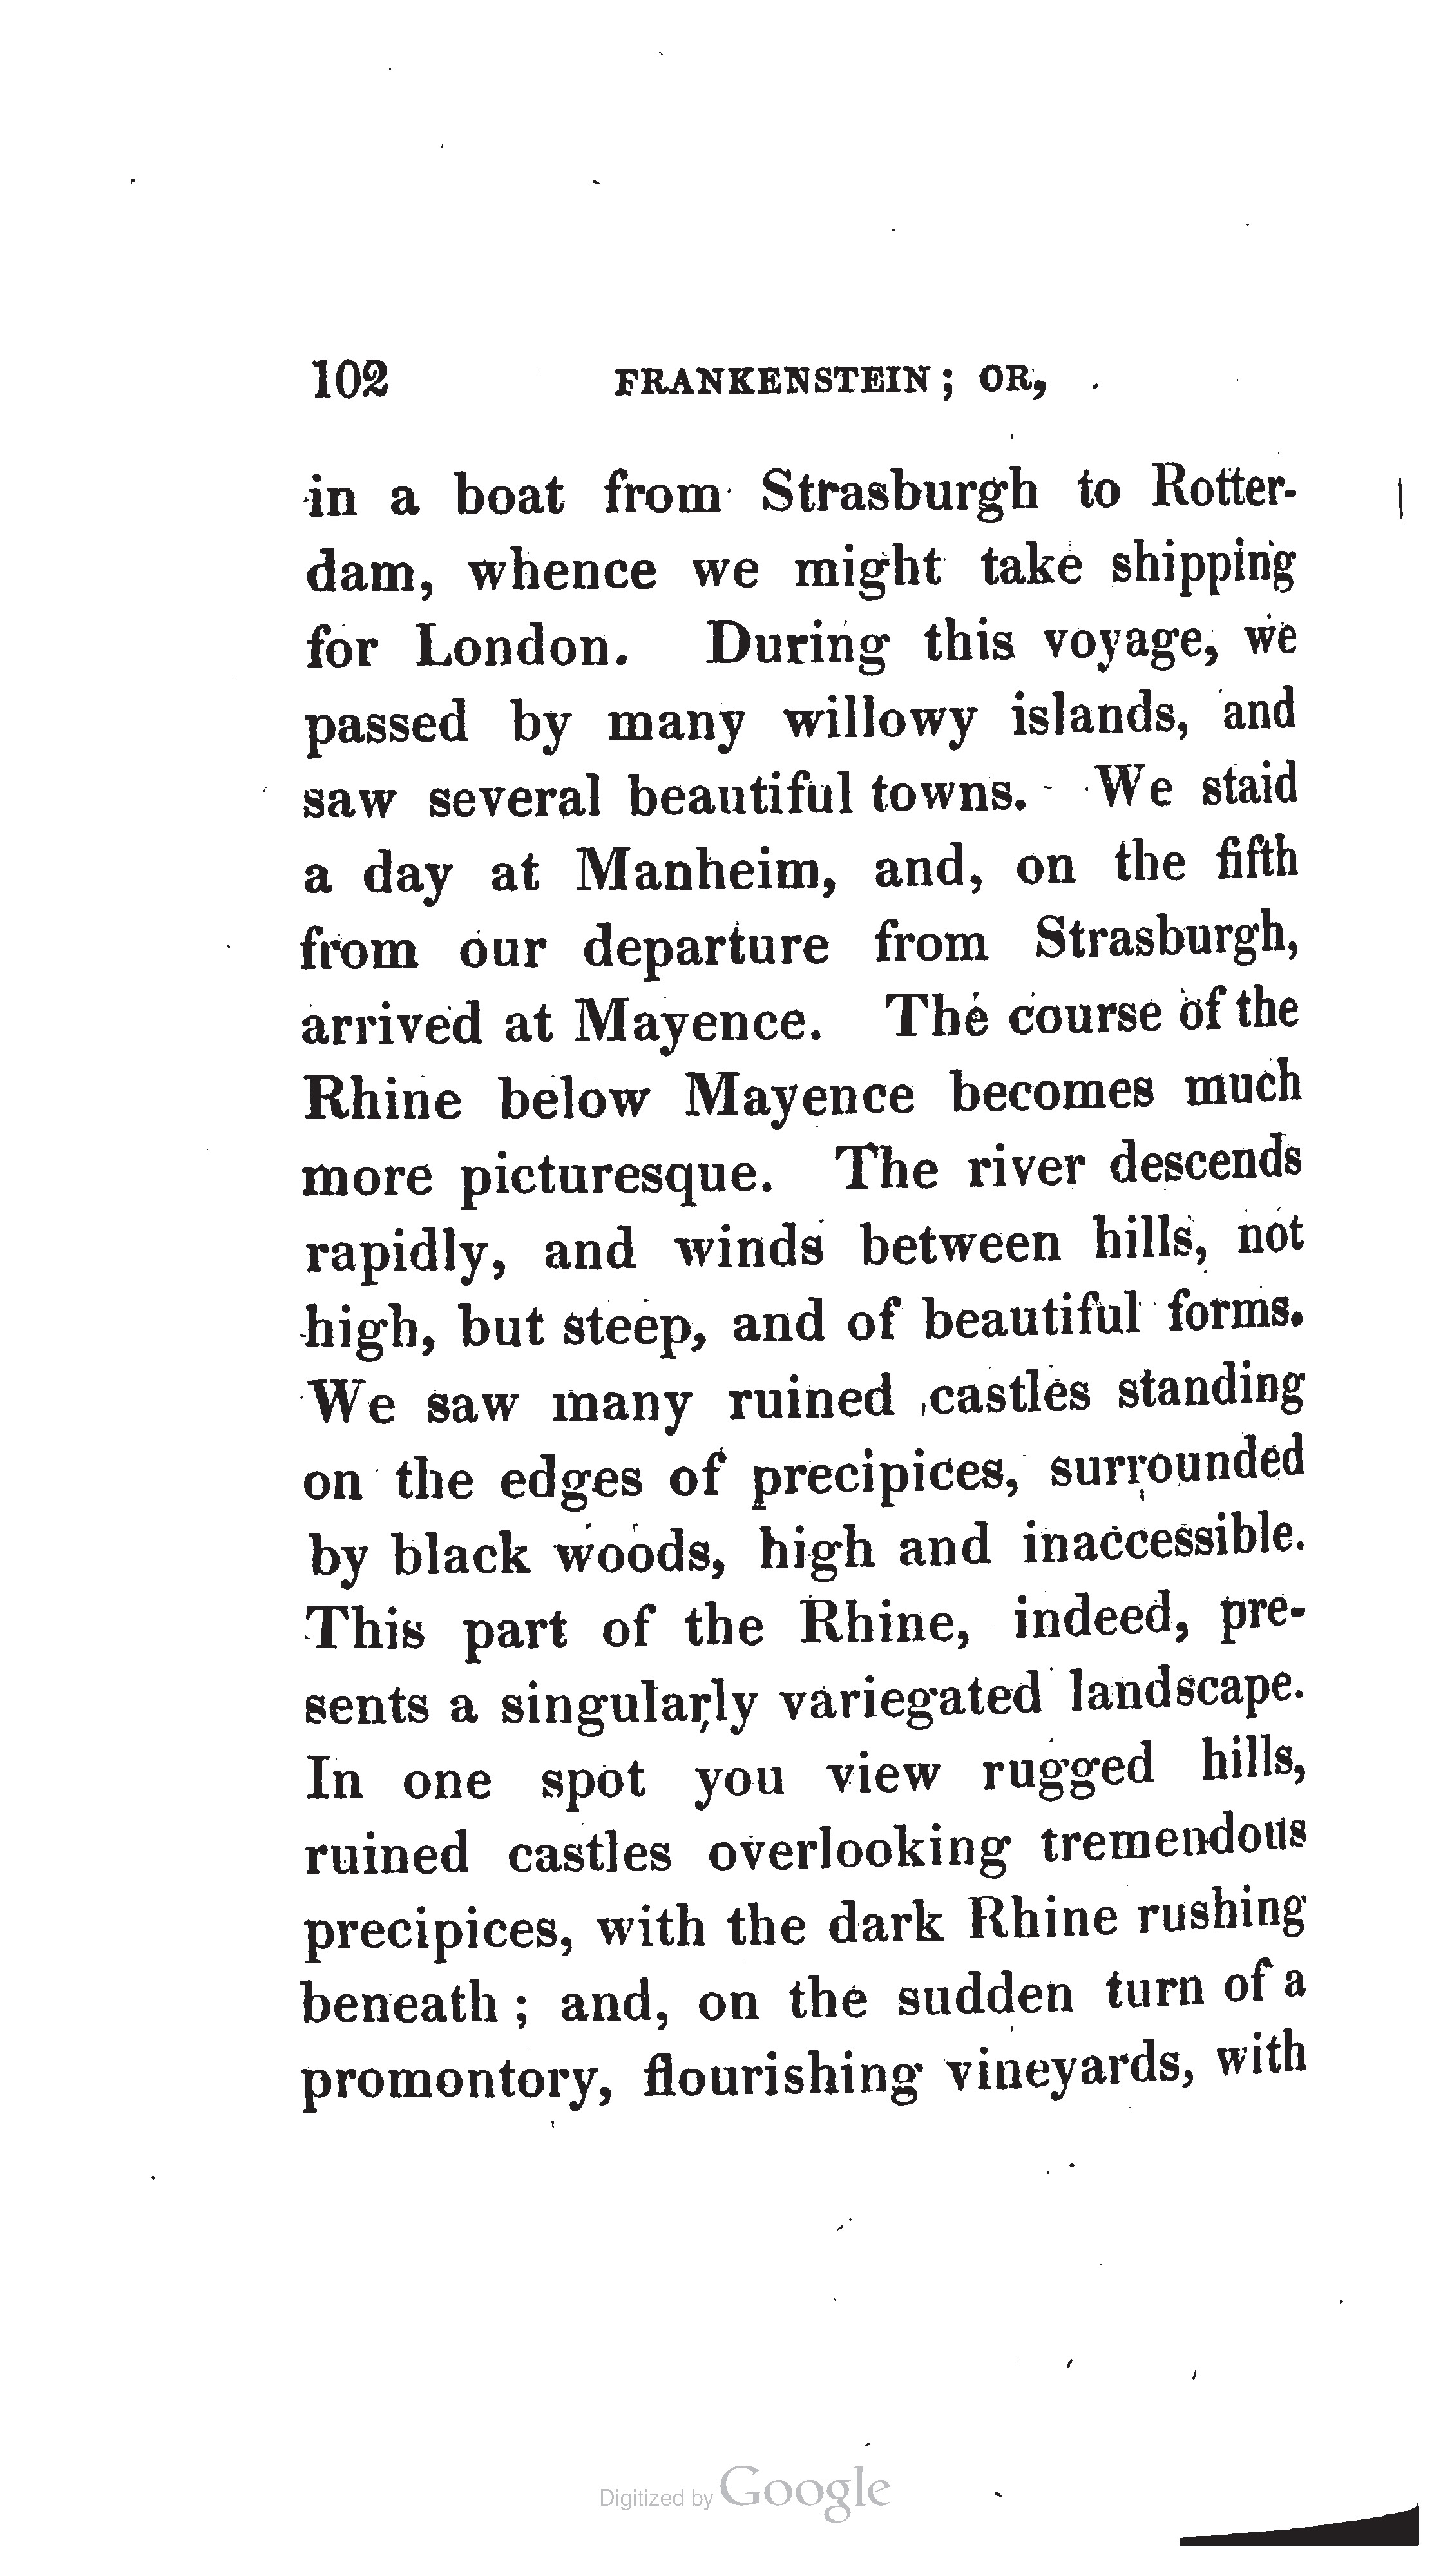 102 FRANKENSTEIN; OR,
in a boat from Strasburgh to Rotter-
dam, whence we might take shipping
for London. During this voyage, we
passed by many willowy islands, and
saw several beautiful towns. We staid
a day at Manheim, and, on the fifth
from our departure from Strasburgh,
arrived at Mayence. The course of the
Rhine below Mayence becomes much
more picturesque. The river descends
rapidly, and winds between hills, not
high, but steep, and of beautiful forms.
We saw many ruined castles standing
on the edges of precipices, surrounded
by black woods, high and inaccessible.
This part of the Rhine, indeed, pre-
sents a singularly variegated landscape.
In one spot you view rugged hills,
ruined castles overlooking tremendous
precipices, with the dark Rhine rushing
beneath; and, on the sudden turn of a
promontory, flourishing vineyards, with
Digitized by Google